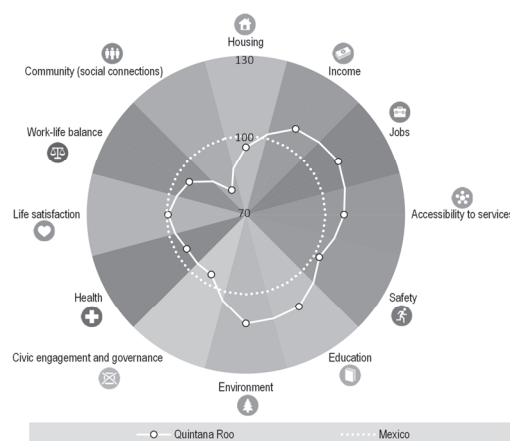 Housing
130
Community (social connections)
Income
Work-life balance
100
Jobs
Life satisfaction
70
Accessibility to services
Health
Safety
Civic engagement and governance
Education
Environment
Quintana Roo
Mexico